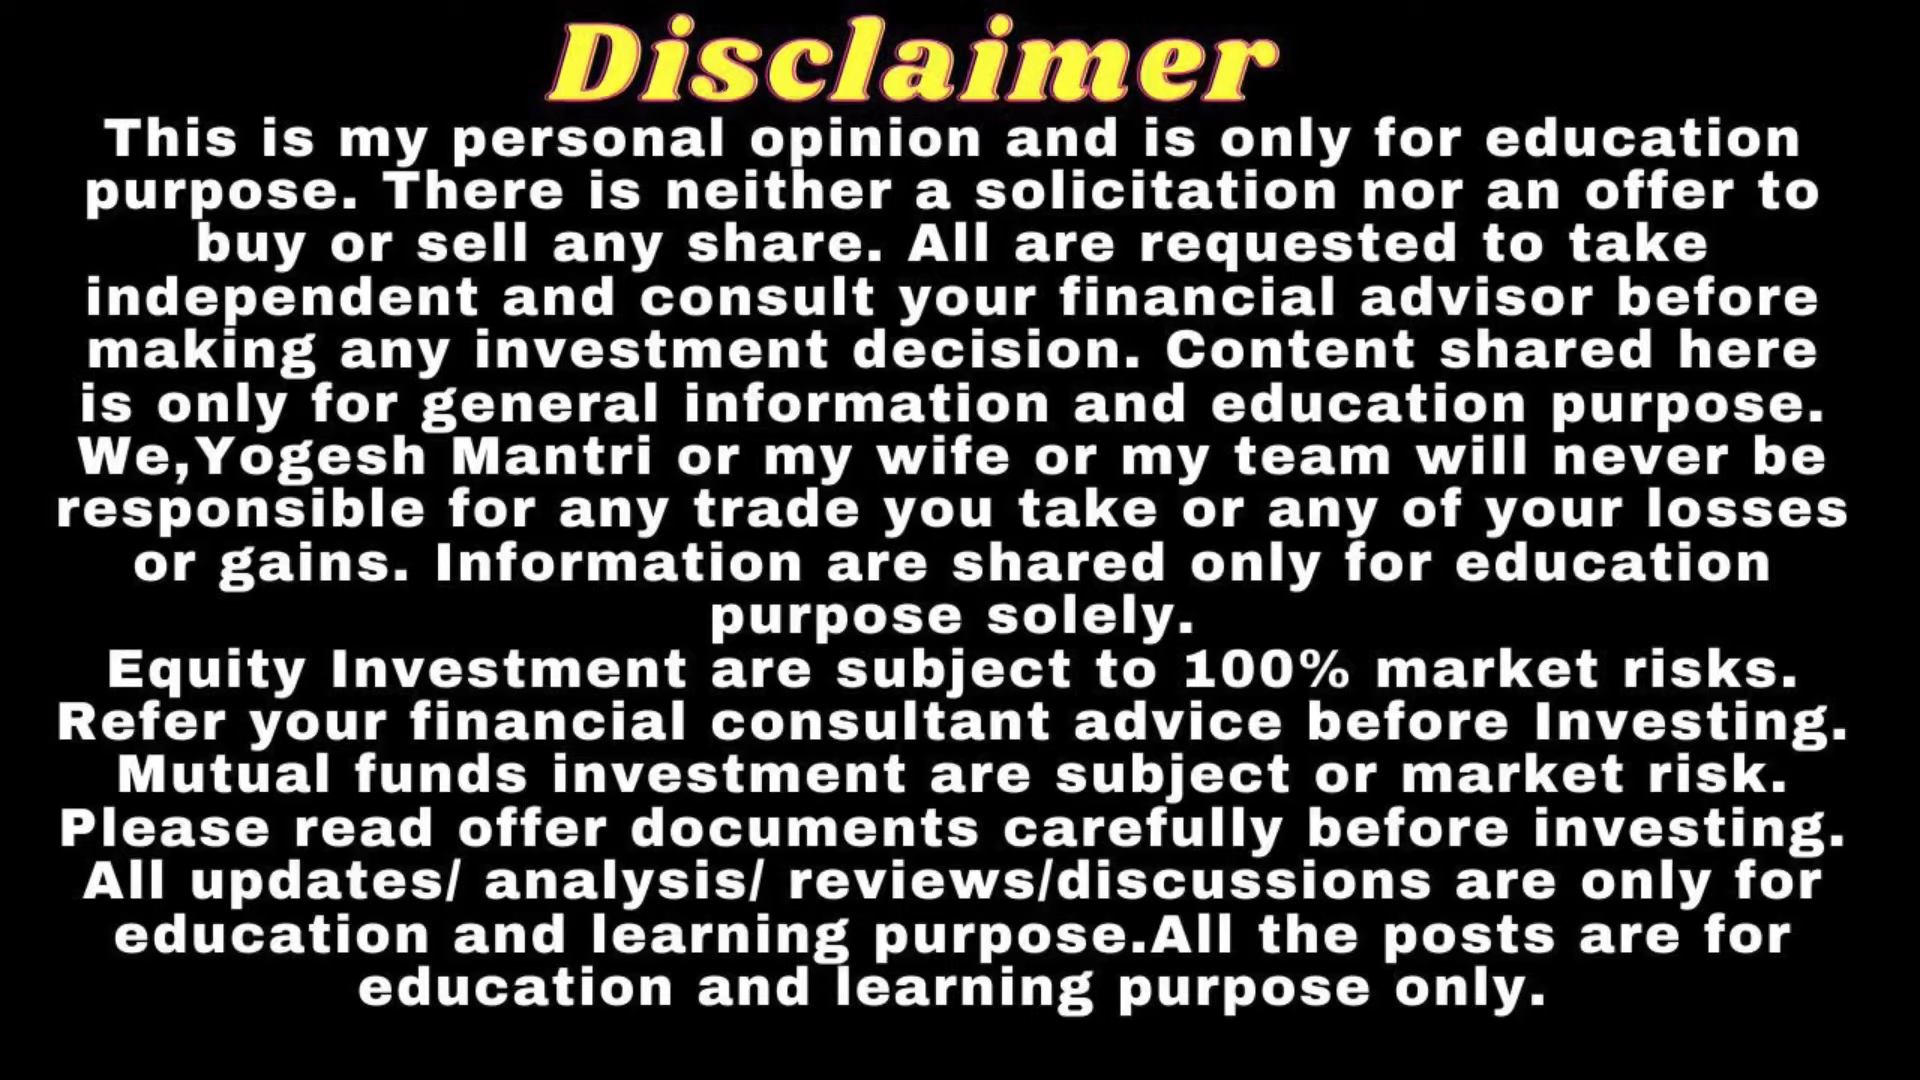 Disclaimer
This is my personal opinion and is only for education
purpose. There is neither a solicitation nor an offer to
buy or sell any share. All are requested to take
independent and consult your financial advisor before
making any investment decision. Content shared here
is only for general information and education purpose.
We,Yogesh Mantri or my wife or my team will never be
responsible for any trade you take or any of your losses
or gains. Information are shared only for education
purpose solely.
Equity Investment are subject to 100% market risks.
Refer your financial consultant advice before Investing.
Mutual funds investment are subject or market risk.
Please read offer documents carefully before investing.
All updates/ analysis/ reviews/discussions are only for
education and learning purpose.All the posts are for
education and learning purpose only.